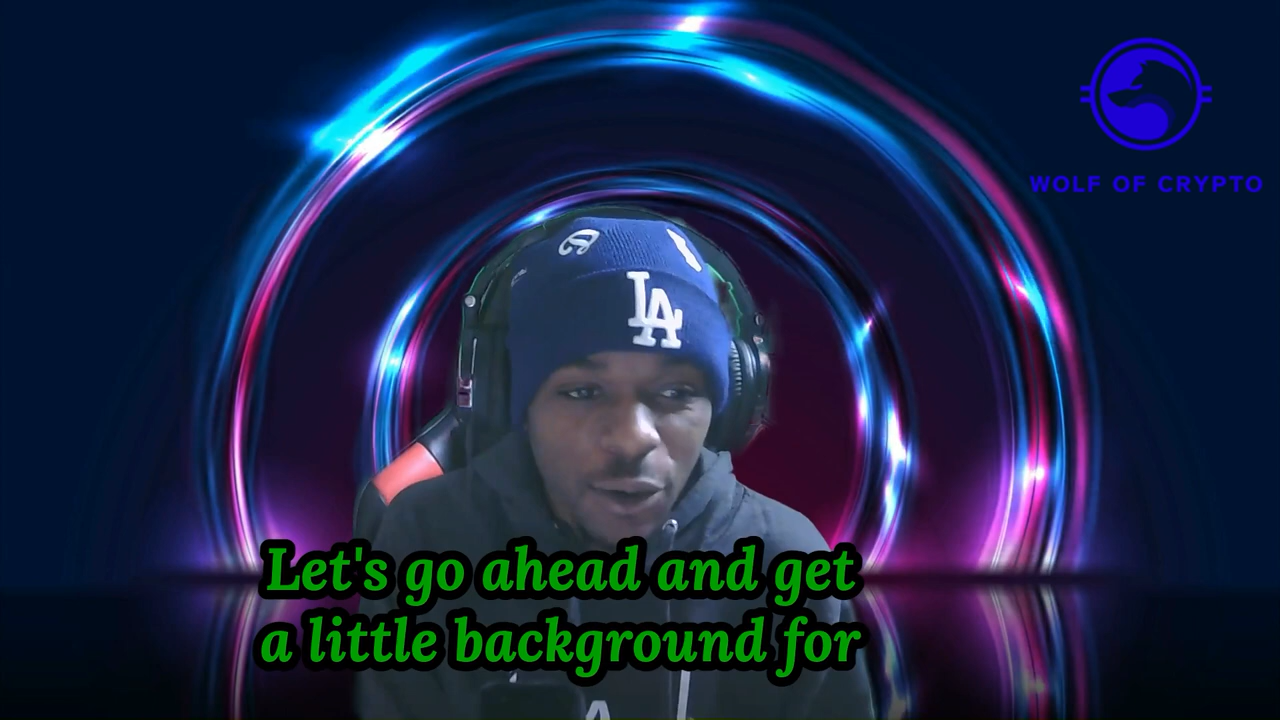 WOLF OF CRYPTO
LA
Let's go ahead and get
a little background for